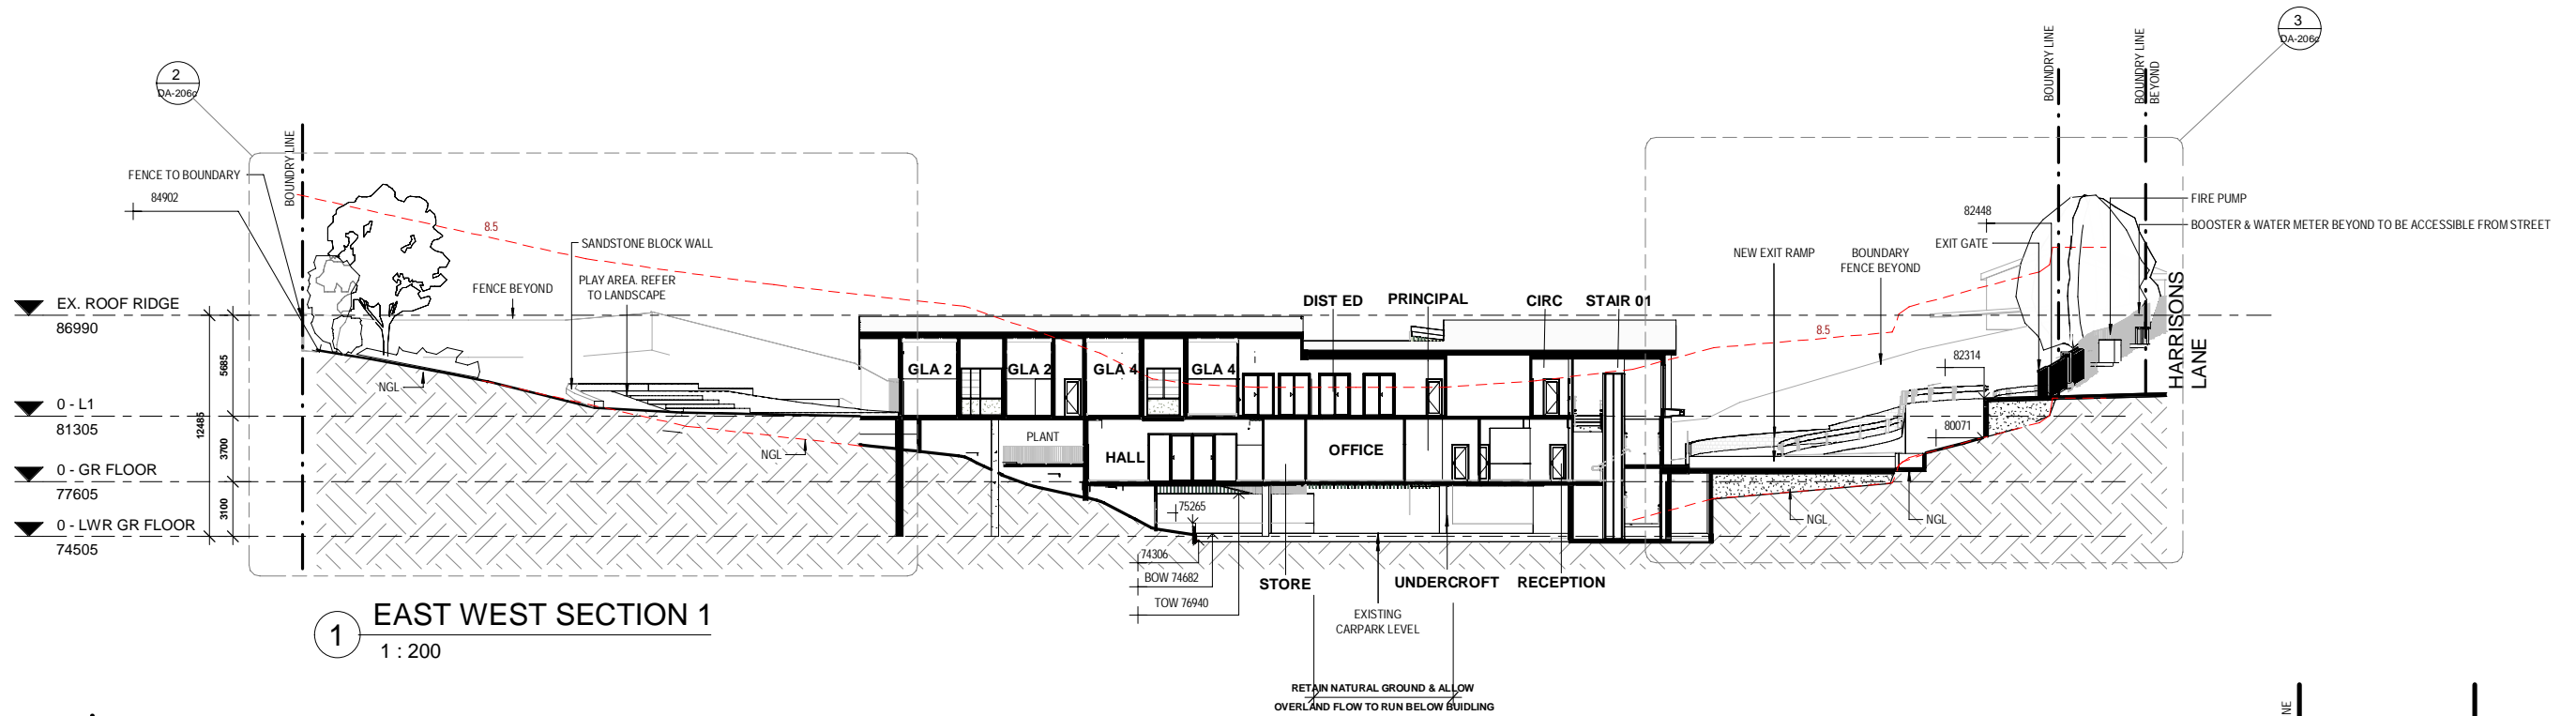 3
DA-206c
2
DA-206c
BOUNDRY LINE
BOUNDRY LINE
BOUNDRY LINE
BEYOND
FENCE TO BOUNDARY
84902
8.5
SANDSTONE BLOCK WALL
PLAY AREA. REFER
TO LANDSCAPE
FENCE BEYOND
82448
EXIT GATE
NEW EXIT RAMP
BOUNDARY
FENCE BEYOND
FIRE PUMP
BOOSTER & WATER METER BEYOND TO BE ACCESSIBLE FROM STREET
HARRISONS
LANE
EX. ROOF RIDGE
86990
DIST ED
PRINCIPAL
CIRC
STAIR 01
8.5
82314
5685
NGL
GLA 2
GLA 2
GLA 4
GLA 4
0 - L1
81305
12485
3700
NGL
PLANT
HALL
OFFICE
80071
0 - GR FLOOR
77605
3100
75265
NGL
NGL
0 - LWR GR FLOOR
74505
74306
BOW 74682
TOW 76940
STORE
UNDERCROFT
RECEPTION
EXISTING
CARPARK LEVEL
1
EAST WEST SECTION 1
1 : 200
RETAIN NATURAL GROUND & ALLOW
OVERLAND FLOW TO RUN BELOW BUIDLING